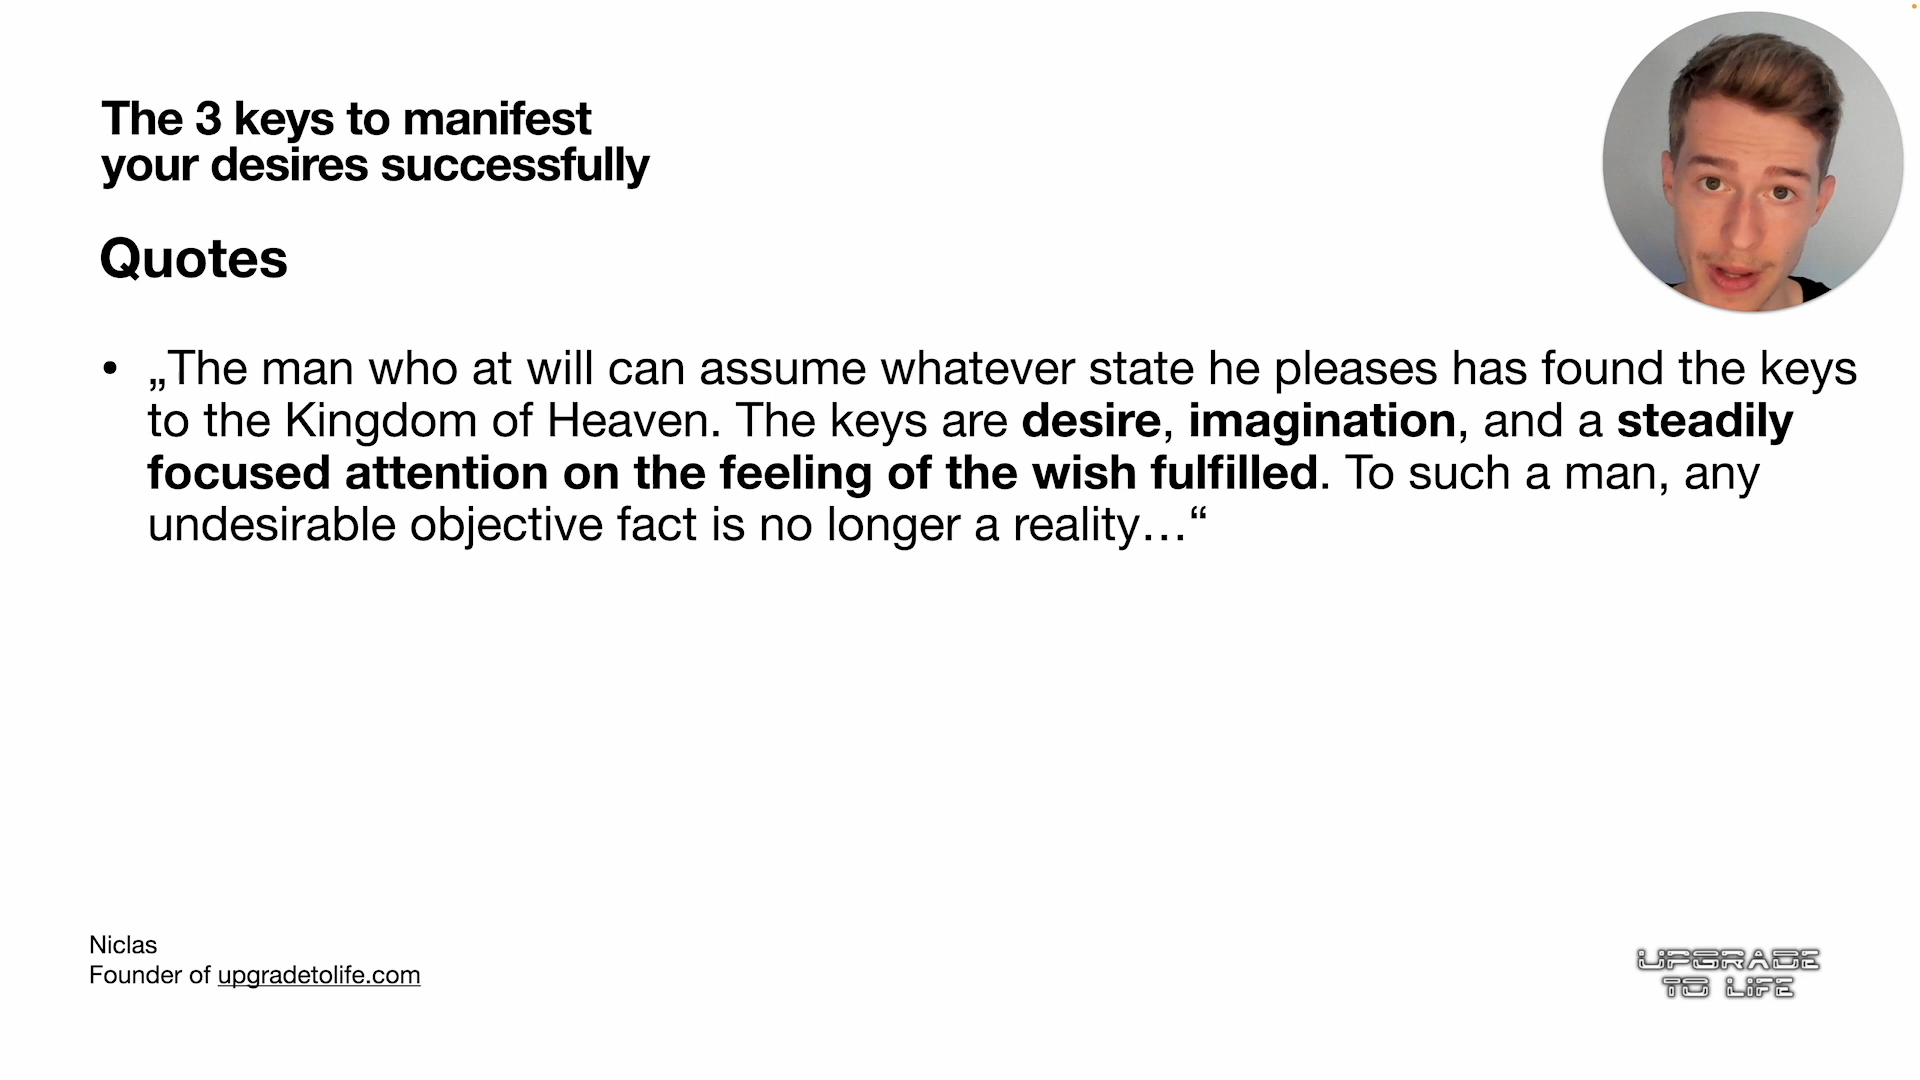 The 3 keys to manifest
your desires successfully
Quotes
• „The man who at will can assume whatever state he pleases has found the keys
to the Kingdom of Heaven. The keys are desire, imagination, and a steadily
focused attention on the feeling of the wish fulfilled. To such a man, any
undesirable objective fact is no longer a reality…“
Niclas
Founder of upgradetolife.com
UPGRADE
TO LIFE